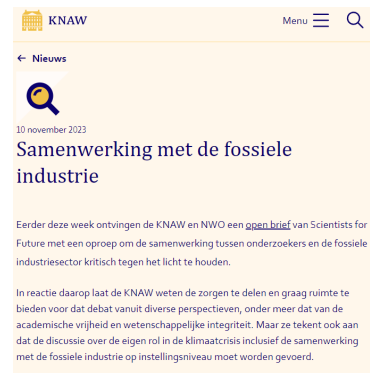 KNAW
Menu
← Nieuws
10 november 2023
Samenwerking met de fossiele
industrie
Eerder deze week ontvingen de KNAW en NWO een open brief van Scientists for
Future met een oproep om de samenwerking tussen onderzoekers en de fossiele
industriesector kritisch tegen het licht te houden.
In reactie daarop laat de KNAW weten de zorgen te delen en graag ruimte te
bieden voor dat debat vanuit diverse perspectieven, onder meer dat van de
academische vrijheid en wetenschappelijke integriteit. Maar ze tekent ook aan
dat de discussie over de eigen rol in de klimaatcrisis inclusief de samenwerking
met de fossiele industrie op instellingsniveau moet worden gevoerd.